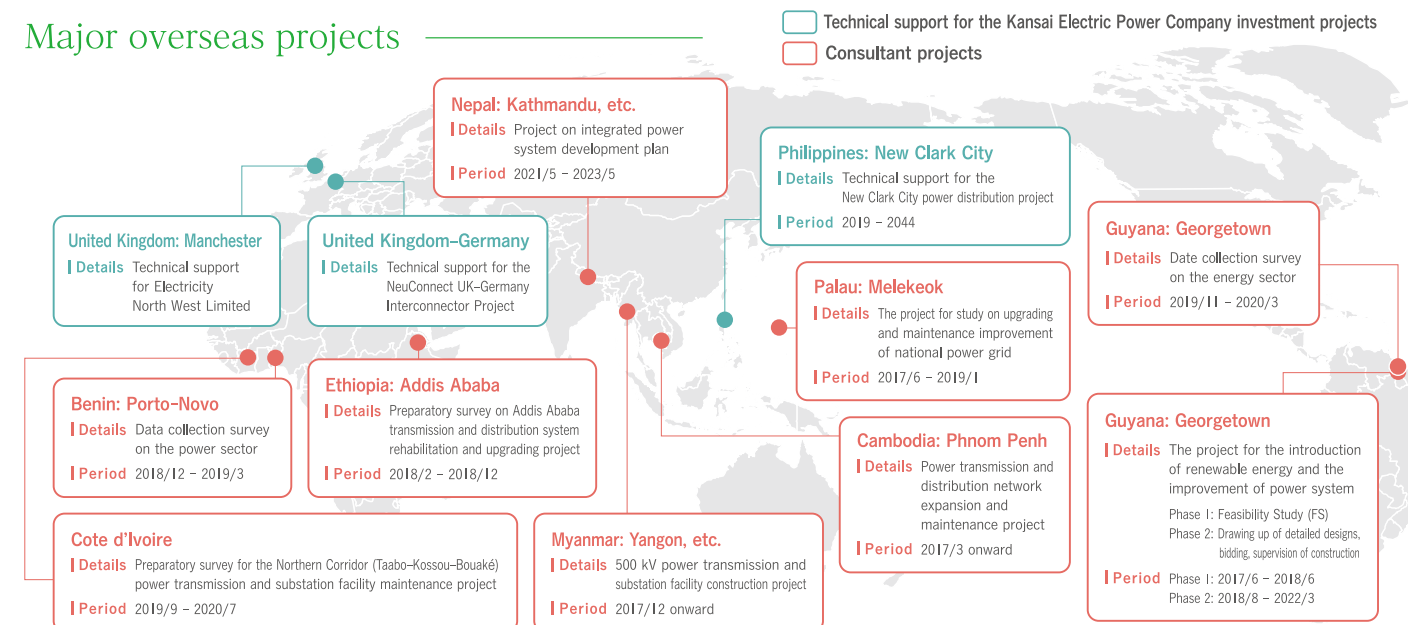 Major overseas projects
Technical support for the Kansai Electric Power Company investment projects
Consultant projects
Nepal: Kathmandu, etc.
Details Project on integrated power
system development plan
Period 2021/5 – 2023/5
Philippines: New Clark City
Details Technical support for the
New Clark City power distribution project
Period 2019 – 2044
United Kingdom: Manchester
Details Technical support
for Electricity
North West Limited
United Kingdom–Germany
Details Technical support for the
NeuConnect UK–Germany
Interconnector Project
Guyana: Georgetown
Details Date collection survey
on the energy sector
Period 2019/11 – 2020/3
Palau: Melekeok
Details The project for study on upgrading
and maintenance improvement
of national power grid
Period 2017/6 – 2019/1
Benin: Porto-Novo
Details Data collection survey
on the power sector
Period 2018/12 – 2019/3
Ethiopia: Addis Ababa
Details Preparatory survey on Addis Ababa
transmission and distribution system
rehabilitation and upgrading project
Period 2018/2 – 2018/12
Cambodia: Phnom Penh
Details Power transmission and
distribution network
expansion and
maintenance project
Period 2017/3 onward
Guyana: Georgetown
Details The project for the introduction
of renewable energy and the
improvement of power system
Phase 1: Feasibility Study (FS)
Phase 2: Drawing up of detailed designs,
bidding, supervision of construction
Period Phase 1: 2017/6 – 2018/6
Phase 2: 2018/8 – 2022/3
Cote d'Ivoire
Details Preparatory survey for the Northern Corridor (Taabo–Kossou–Bouaké)
power transmission and substation facility maintenance project
Period 2019/9 – 2020/7
Myanmar: Yangon, etc.
Details 500 kV power transmission and
substation facility construction project
Period 2017/12 onward